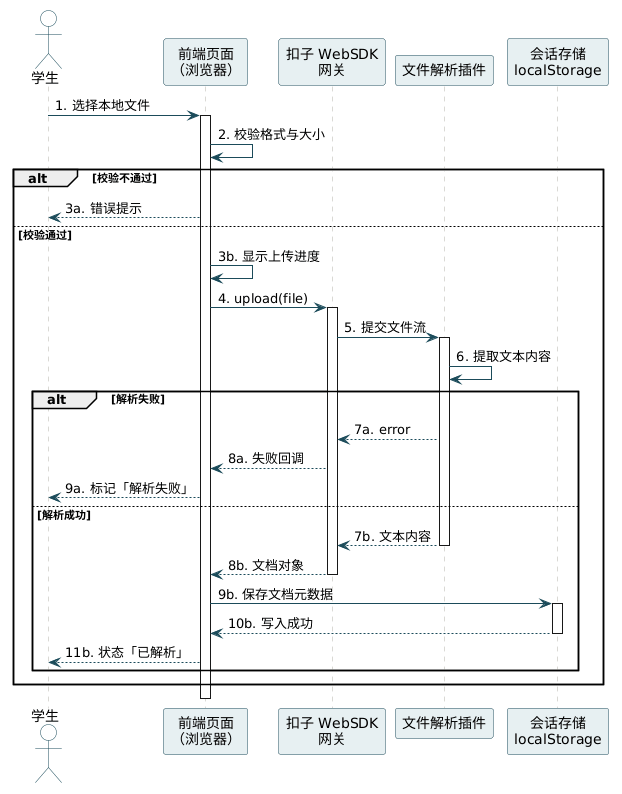 学生
前端页面
（浏览器）
扣子 WebSDK
网关
文件解析插件
会话存储
localStorage
1. 选择本地文件
2. 校验格式与大小
alt
[校验不通过]
3a. 错误提示
[校验通过]
3b. 显示上传进度
4. upload(file)
5. 提交文件流
6. 提取文本内容
alt
[解析失败]
7a. error
8a. 失败回调
9a. 标记「解析失败」
[解析成功]
7b. 文本内容
8b. 文档对象
9b. 保存文档元数据
10b. 写入成功
11b. 状态「已解析」
学生
前端页面
（浏览器）
扣子 WebSDK
网关
文件解析插件
会话存储
localStorage